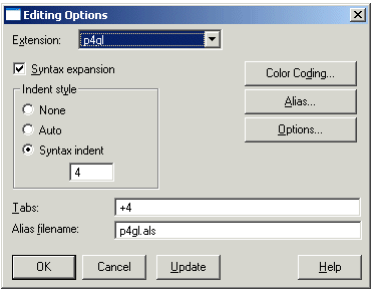 Editing Options
Extension: p4gl
Syntax expansion
Color Coding...
Indent style
Alias...
None
Auto
Options...
Syntax indent
4
Tabs: +4
Alias filename: p4gl.als
OK Cancel Update Help